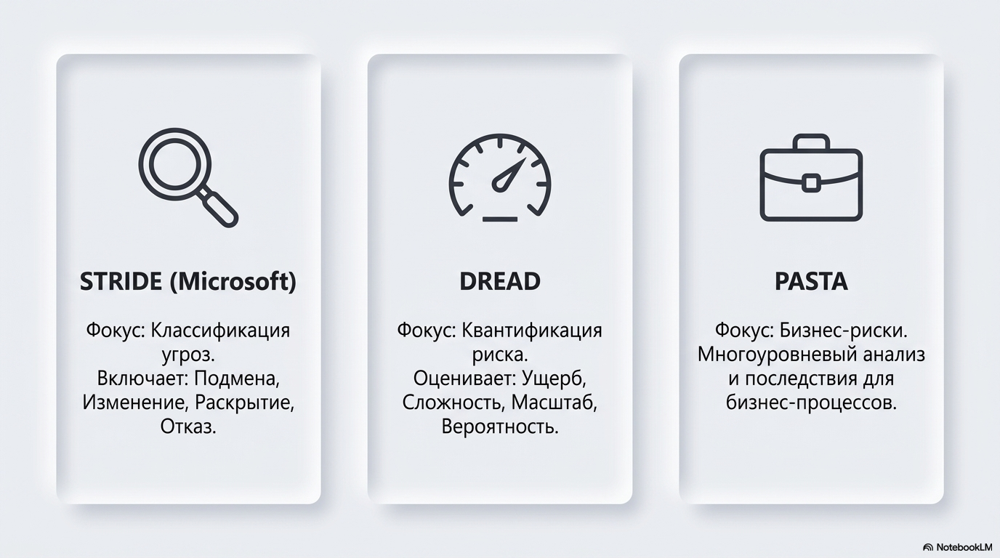 STRIDE (Microsoft)
Фокус: Классификация
угроз.
Включает: Подмена,
Изменение, Раскрытие,
Отказ.
DREAD
Фокус: Квантификация
риска.
Оценивает: Ущерб,
Сложность, Масштаб,
Вероятность.
PASTA
Фокус: Бизнес-риски.
Многоуровневый анализ
и последствия для
бизнес-процессов.
NotebookLM